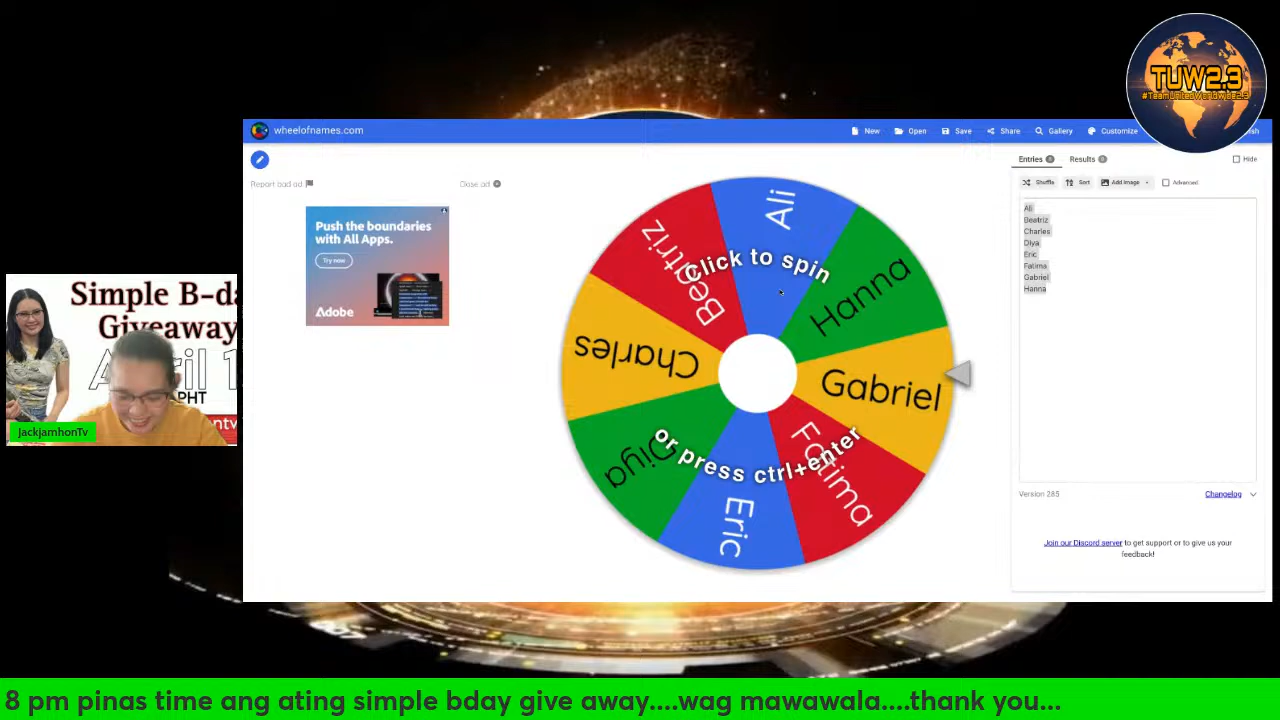 TUW2.3
#TeamUnitedWorldWide2.3
wheelofnames.com
New
Open
Save
Share
Gallery
Customize
Report bad ad
Close ad
Push the boundaries
with All Apps.
Try now
Adobe
Ali
Hanna
Gabriel
Fatima
Eric
Diya
Charles
Beatriz
Click to spin
or press ctrl+enter
Entries 8
Results 0
Hide
Shuffle
Sort
Add image
Advanced
Ali
Beatriz
Charles
Diya
Eric
Fatima
Gabriel
Hanna
Version 285
Changelog
Join our Discord server to get support or to give us your
feedback!
Simple B-da
Giveaway
PHT
JackjamhonTv
8 pm pinas time ang ating simple bday give away....wag mawawala....thank you...